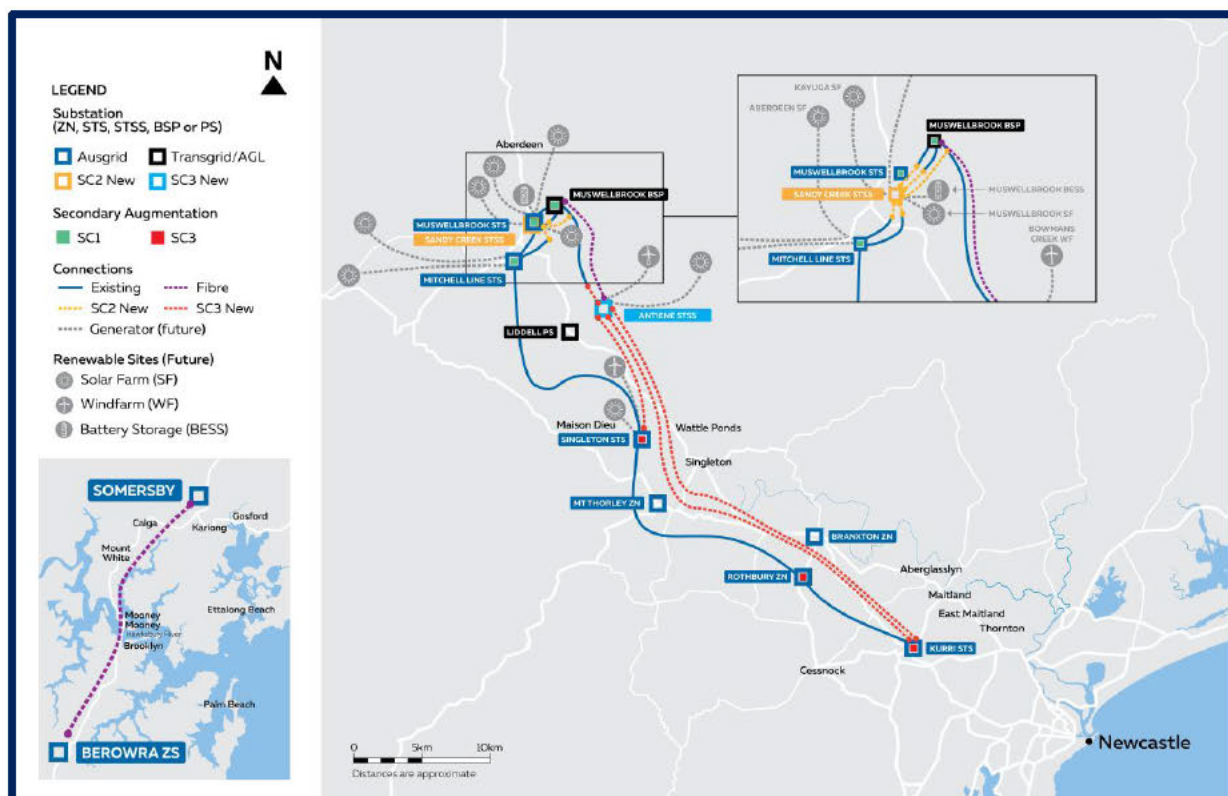 N
LEGEND
Substation
(ZN, STS, STSS, BSP or PS)
Ausgrid
Transgrid/AGL
SC2 New
SC3 New
Secondary Augmentation
SC1
SC3
Connections
Existing
Fibre
SC2 New
SC3 New
Generator (future)
Renewable Sites (Future)
Solar Farm (SF)
Windfarm (WF)
Battery Storage (BESS)
SOMERSBY
Calga
Gosford
Kariong
Mount
White
Mooney
Mooney
Hawkesbury River
Ettalong Beach
Brooklyn
Palm Beach
BEROWRA ZS
Aberdeen
MUSWELLBROOK BSP
MUSWELLBROOK STS
SANDY CREEK STSS
MITCHELL LINE STS
ANTIENE STSS
LIDDELL PS
Maison Dieu
Wattle Ponds
SINGLETON STS
Singleton
MT THORLEY ZN
BRANXTON ZN
ROTHBURY ZN
Aberglasslyn
Maitland
East Maitland
Thornton
KURRI STS
Cessnock
Newcastle
0 5km 10km
Distances are approximate
KAYUGA SF
ABERDEEN SF
MUSWELLBROOK BSP
MUSWELLBROOK STS
SANDY CREEK STSS
MUSWELLBROOK BESS
MUSWELLBROOK SF
BOWMANS
CREEK WF
MITCHELL LINE STS